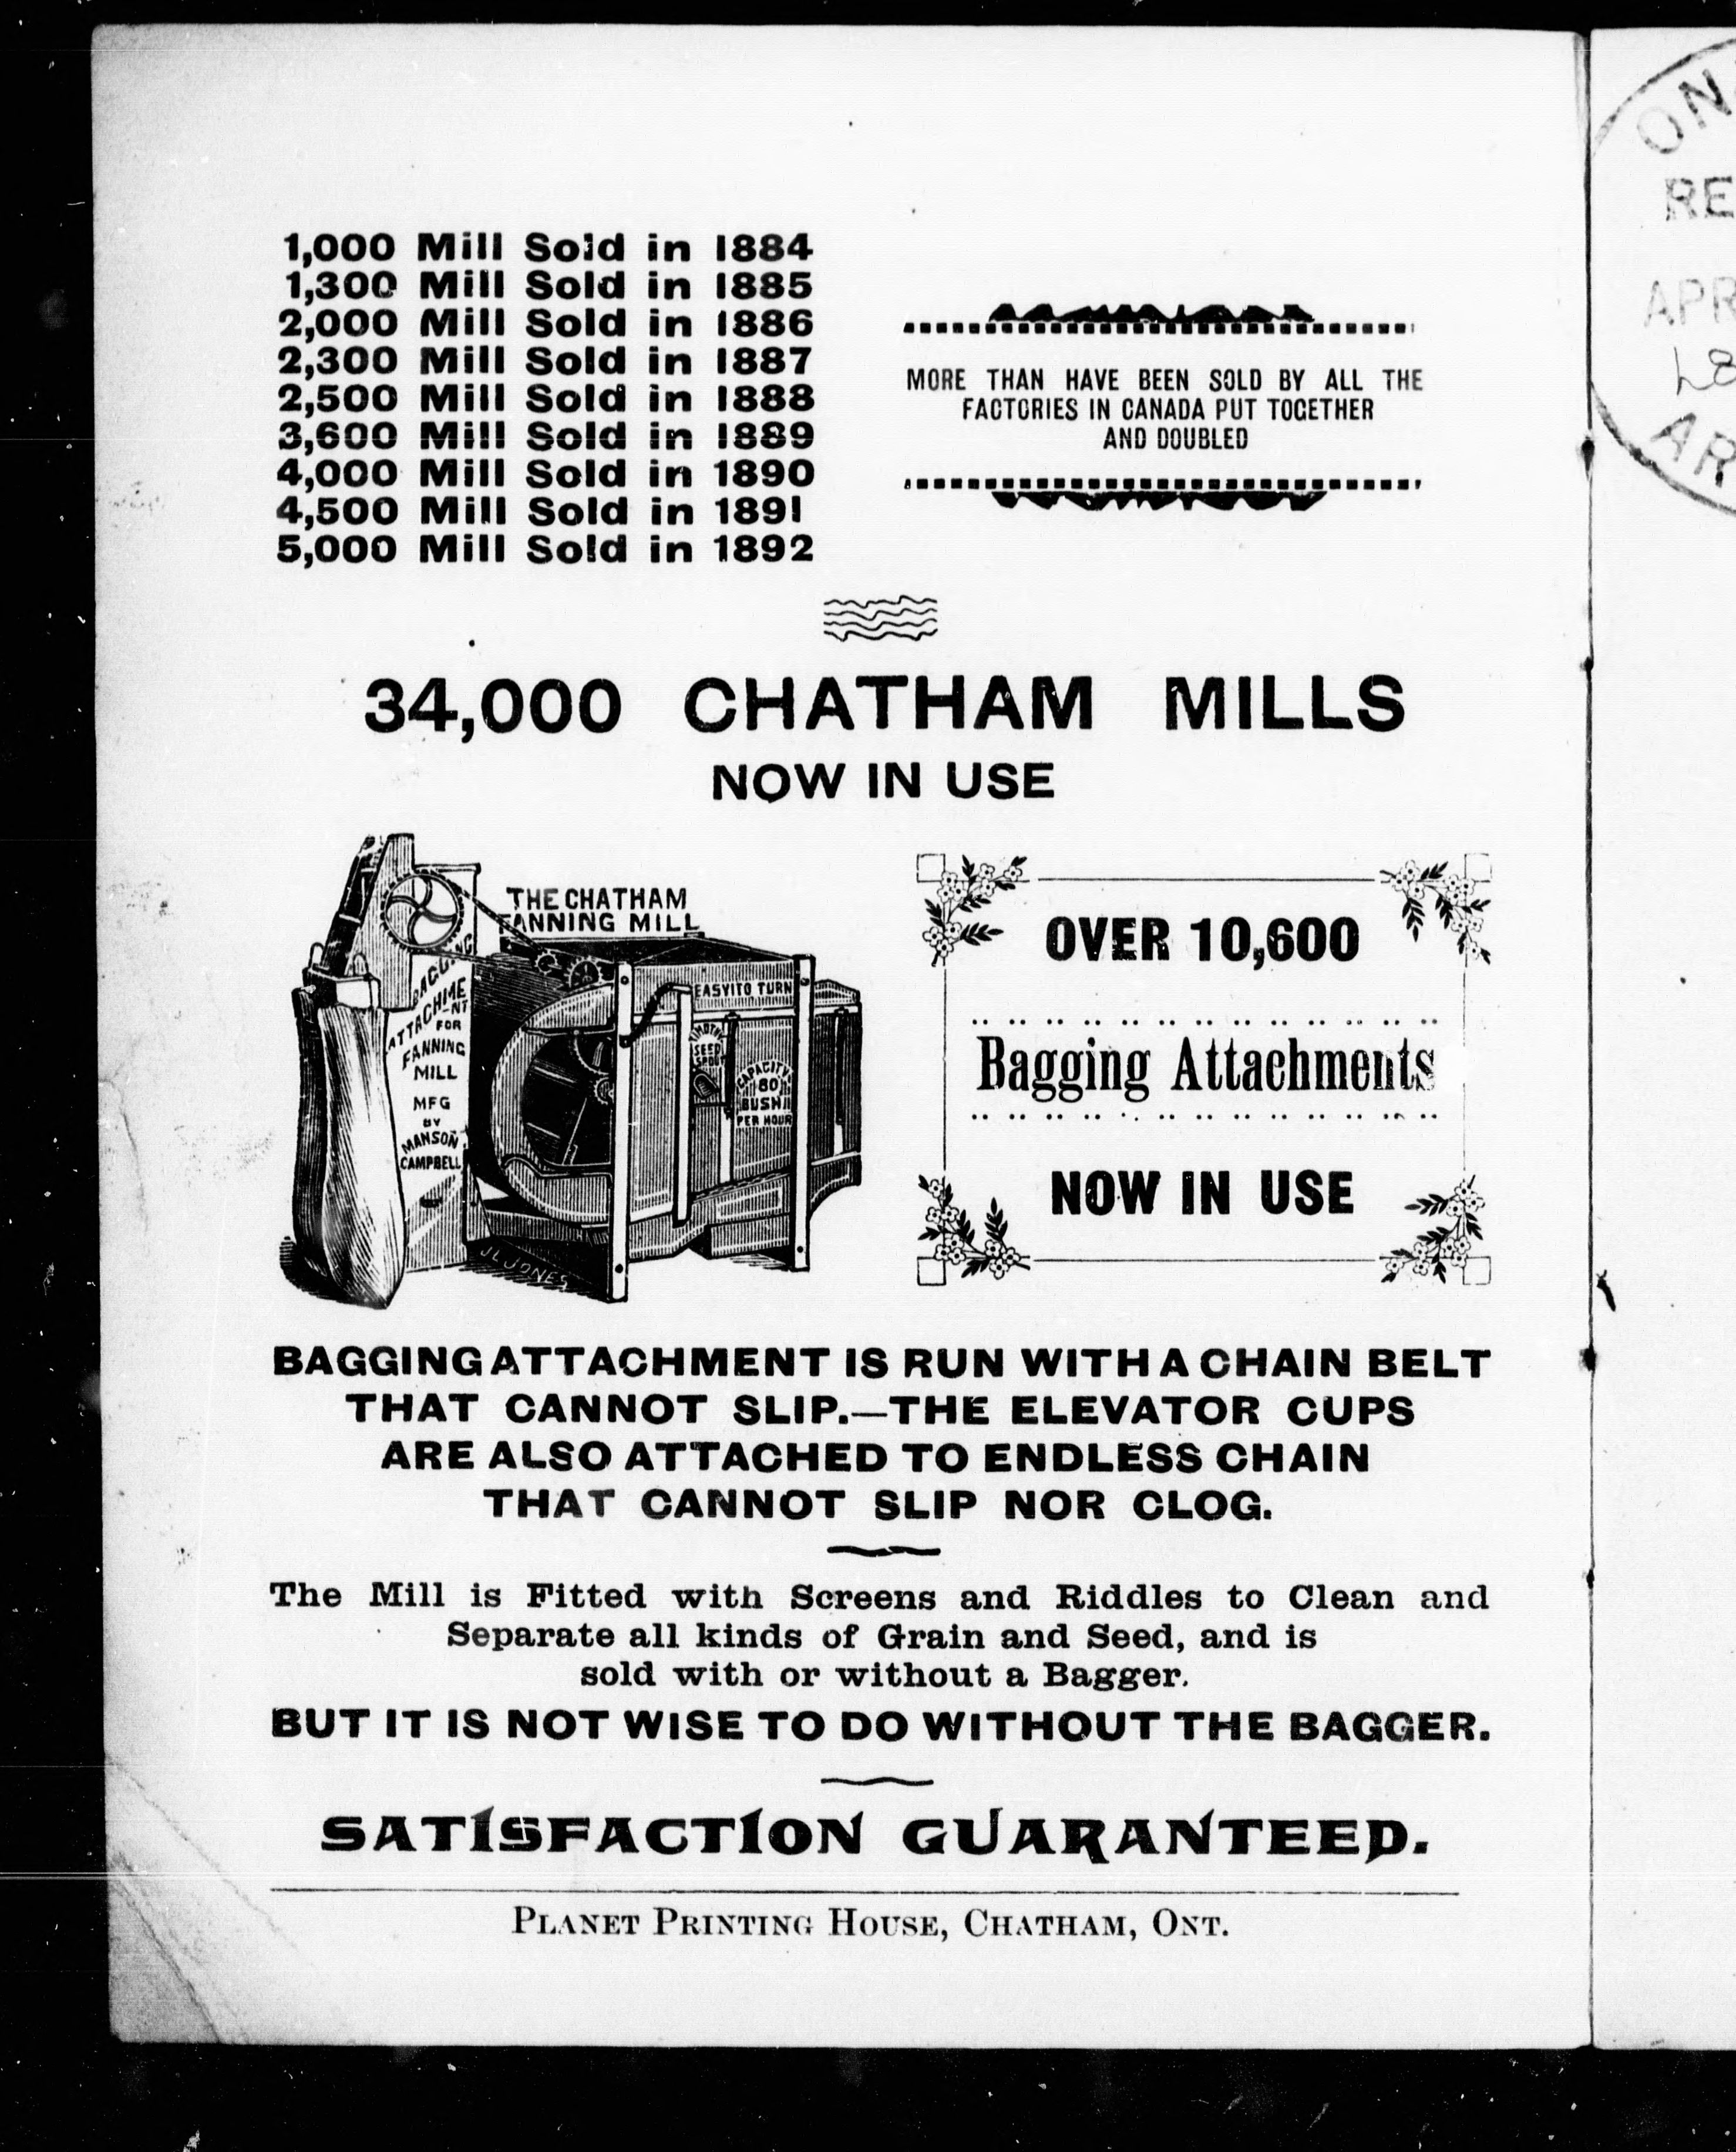 1,000 Mill Sold in 1884
1,300 Mill Sold in 1885
2,000 Mill Sold in 1886
2,300 Mill Sold in 1887
2,500 Mill Sold in 1888
3,600 Mill Sold in 1889
4,000 Mill Sold in 1890
4,500 Mill Sold in 1891
5,000 Mill Sold in 1892
MORE THAN HAVE BEEN SOLD BY ALL THE
FACTORIES IN CANADA PUT TOGETHER
AND DOUBLED
34,000 CHATHAM MILLS
NOW IN USE
THE CHATHAM
FANNING MILL
BAGGING
ATTACHMENT
FOR
FANNING
MILL
MFG
BY
MANSON
CAMPBELL
EASY TO TURN
TIMOTHY
SEED
SPOUT
CAPACITY
80
BUSH
PER HOUR
J L JONES
OVER 10,600
Bagging Attachments
NOW IN USE
BAGGING ATTACHMENT IS RUN WITH A CHAIN BELT
THAT CANNOT SLIP.—THE ELEVATOR CUPS
ARE ALSO ATTACHED TO ENDLESS CHAIN
THAT CANNOT SLIP NOR CLOG.
The Mill is Fitted with Screens and Riddles to Clean and
Separate all kinds of Grain and Seed, and is
sold with or without a Bagger.
BUT IT IS NOT WISE TO DO WITHOUT THE BAGGER.
SATISFACTION GUARANTEED.
PLANET PRINTING HOUSE, CHATHAM, ONT.
ON
RE
APR
AR